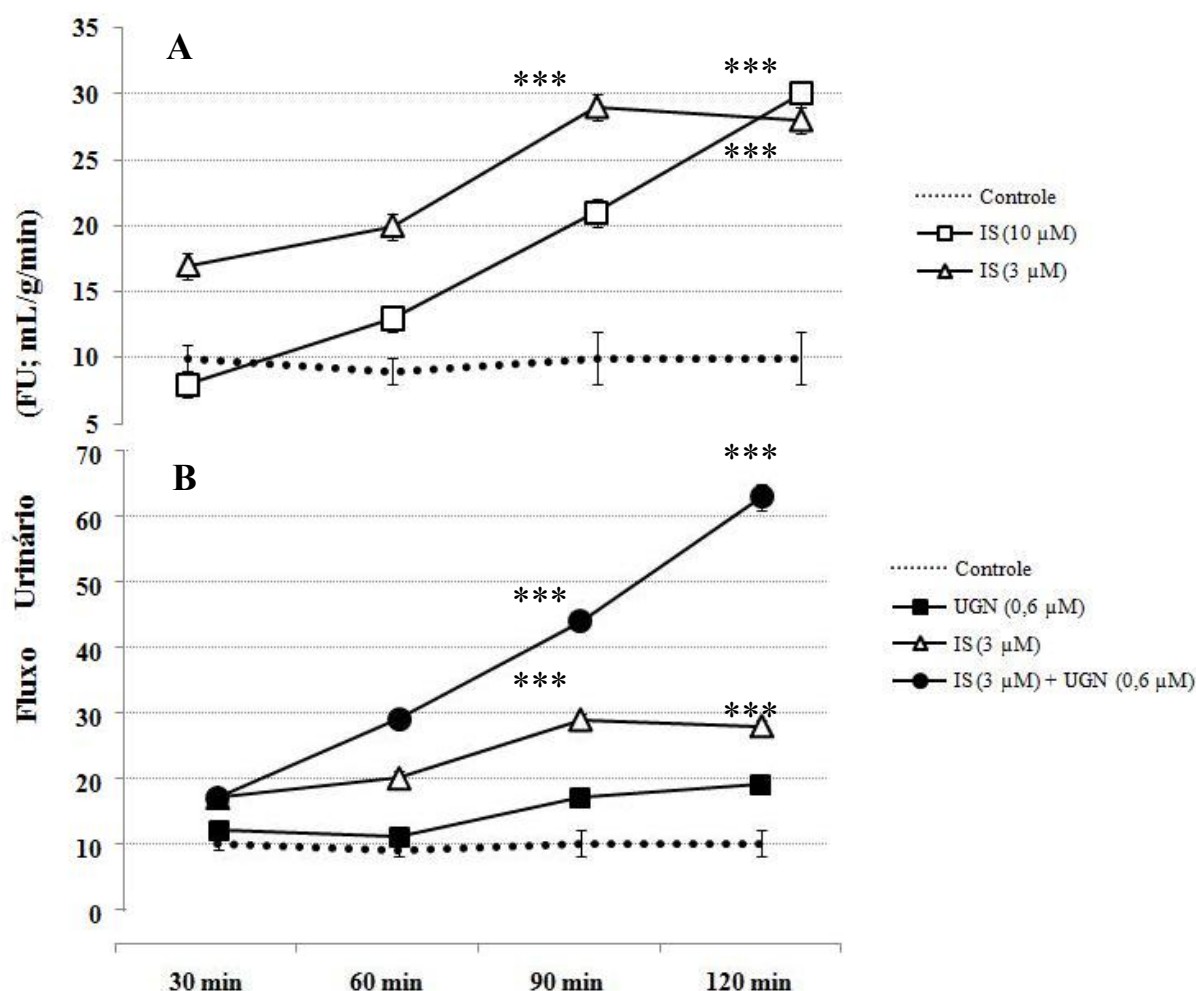 A
35
30
25
20
15
10
5
***
***
***
Controle
IS (10 µM)
IS (3 µM)
Fluxo Urinário (FU; mL/g/min)
B
70
60
50
40
30
20
10
0
***
***
***
***
Controle
UGN (0,6 µM)
IS (3 µM)
IS (3 µM) + UGN (0,6 µM)
30 min 60 min 90 min 120 min